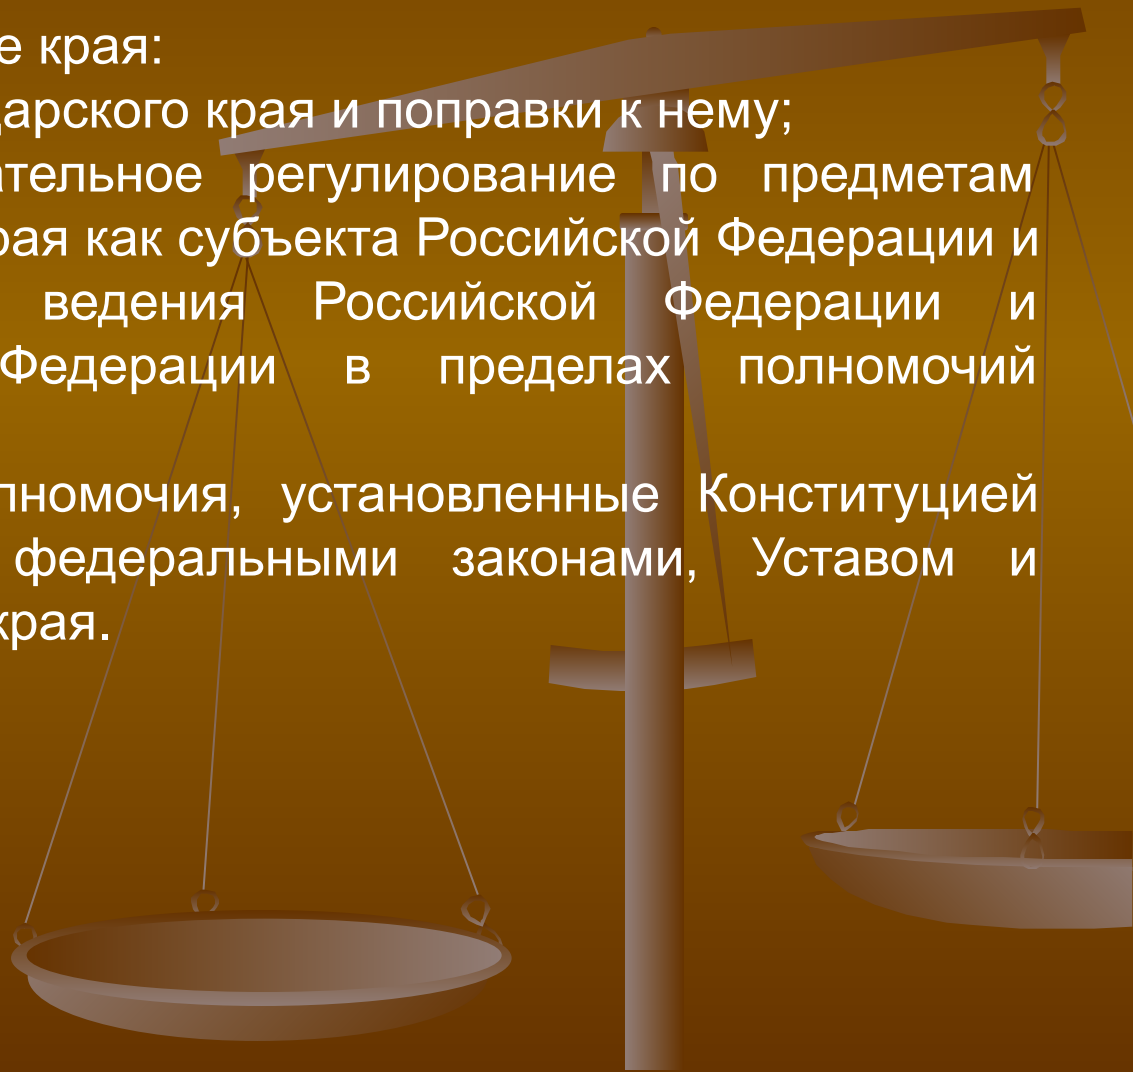 е края:
дарского края и поправки к нему;
ательное регулирование по предметам
рая как субъекта Российской Федерации и
ведения Российской Федерации и
Федерации в пределах полномочий
лномочия, установленные Конституцией
федеральными законами, Уставом и
края.